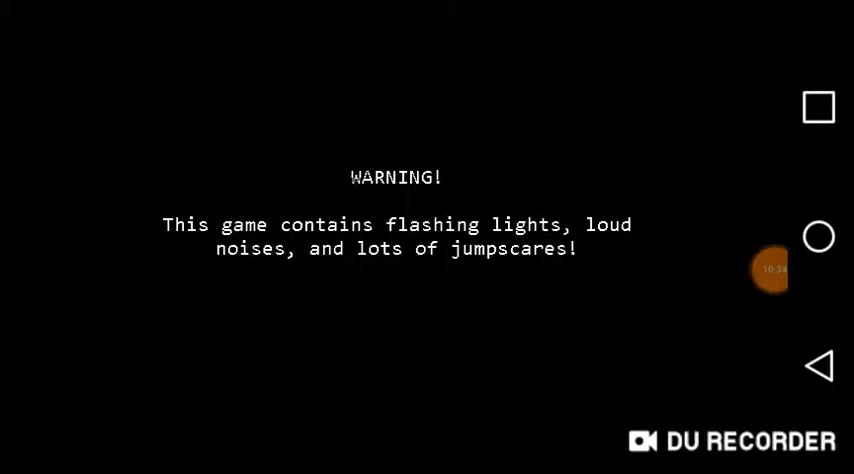 WARNING!
This game contains flashing lights, loud
noises, and lots of jumpscares!
DU RECORDER